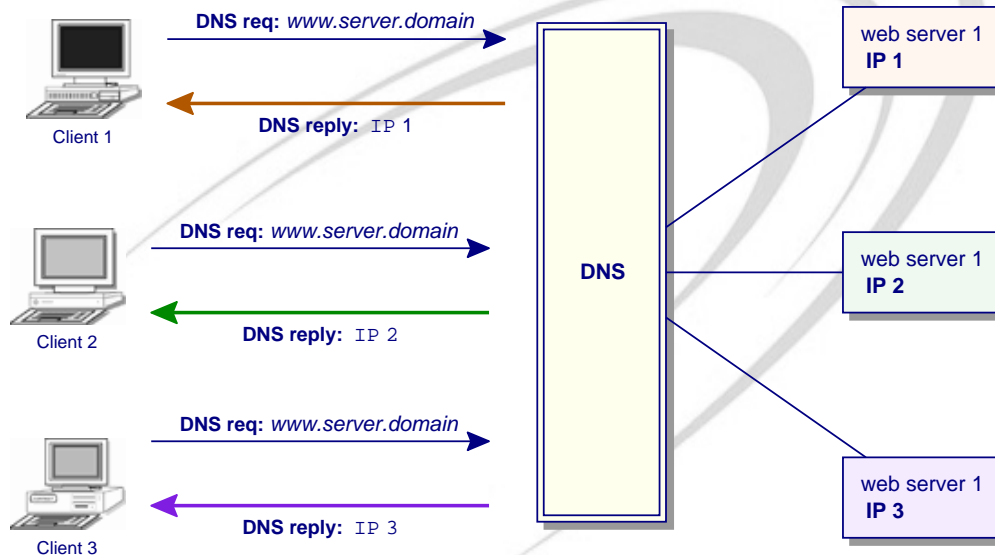 DNS req: www.server.domain
DNS reply: IP 1
Client 1
DNS req: www.server.domain
DNS reply: IP 2
Client 2
DNS req: www.server.domain
DNS reply: IP 3
Client 3
DNS
web server 1
IP 1
web server 1
IP 2
web server 1
IP 3